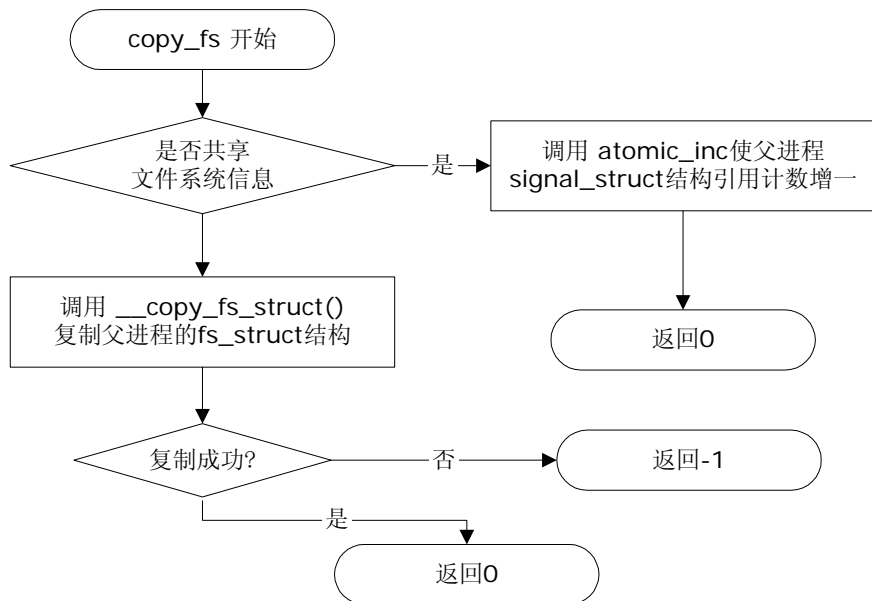 copy_fs 开始
是否共享
文件系统信息
是
调用 atomic_inc使父进程
signal_struct结构引用计数增一
调用 __copy_fs_struct()
复制父进程的fs_struct结构
返回0
复制成功?
否
返回-1
是
返回0